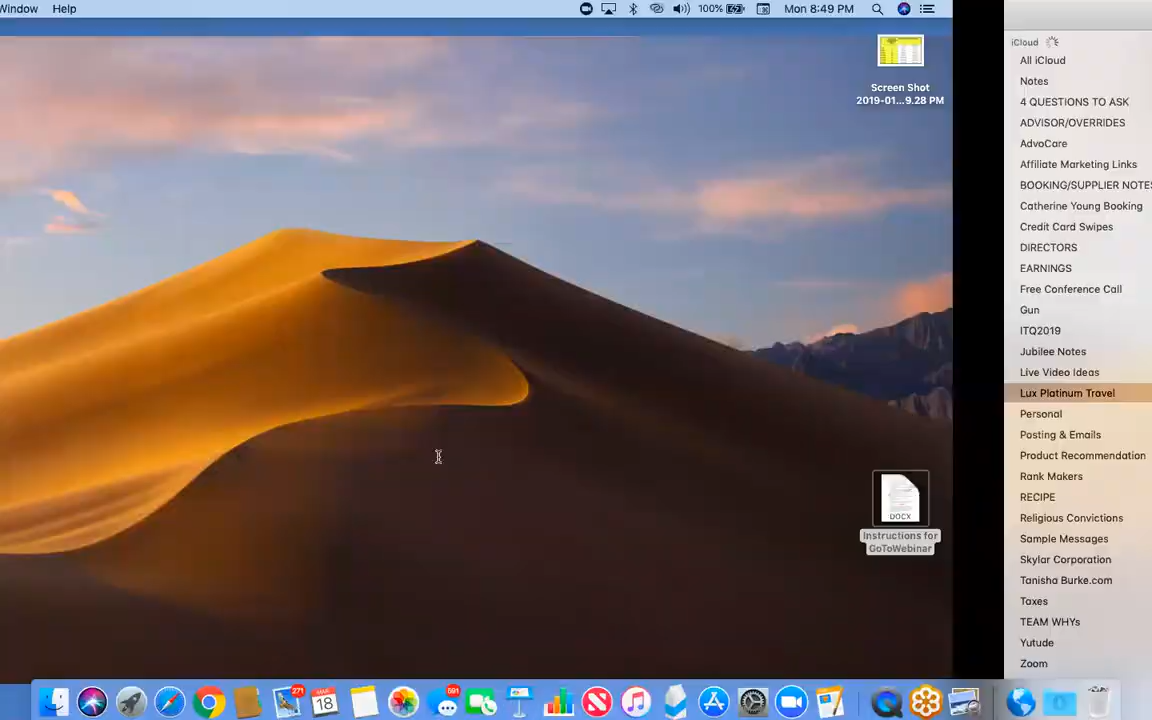 Window Help 100% Mon 8:49 PM
Screen Shot
2019-01...9.28 PM
DOCX
Instructions for
GoToWebinar
iCloud
All iCloud
Notes
4 QUESTIONS TO ASK
ADVISOR/OVERRIDES
AdvoCare
Affiliate Marketing Links
BOOKING/SUPPLIER NOTES
Catherine Young Booking
Credit Card Swipes
DIRECTORS
EARNINGS
Free Conference Call
Gun
ITQ2019
Jubilee Notes
Live Video Ideas
Lux Platinum Travel
Personal
Posting & Emails
Product Recommendation
Rank Makers
RECIPE
Religious Convictions
Sample Messages
Skylar Corporation
Tanisha Burke.com
Taxes
TEAM WHYs
Yutude
Zoom
271
MAR
18
591